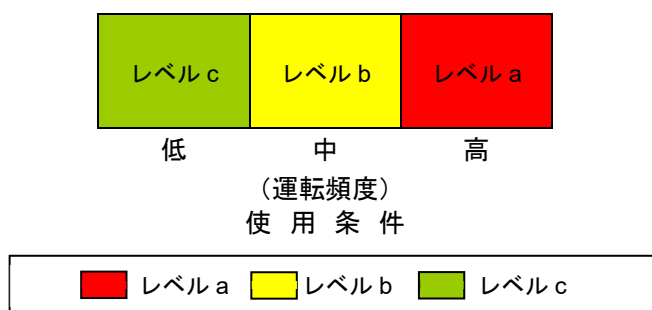 レベル c レベル b レベル a
低 中 高
（運転頻度）
使 用 条 件
レベル a レベル b レベル c